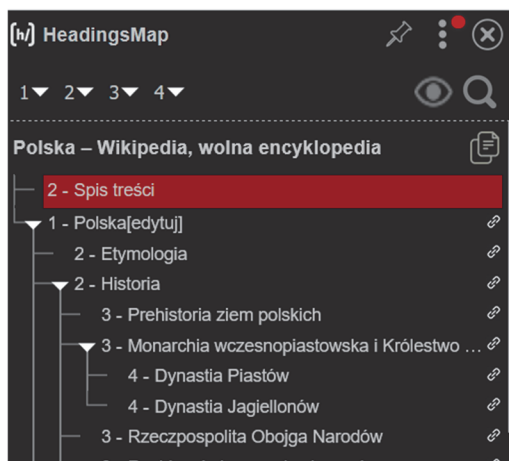 [h/] HeadingsMap
1 2 3 4
Polska – Wikipedia, wolna encyklopedia
2 - Spis treści
1 - Polska[edytuj]
2 - Etymologia
2 - Historia
3 - Prehistoria ziem polskich
3 - Monarchia wczesnopiastowska i Królestwo ...
4 - Dynastia Piastów
4 - Dynastia Jagiellonów
3 - Rzeczpospolita Obojga Narodów